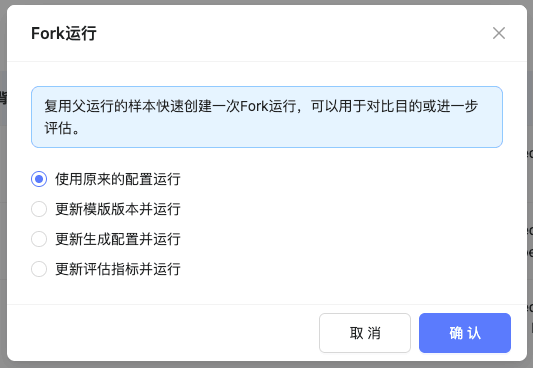 Fork运行
复用父运行的样本快速创建一次Fork运行，可以用于对比目的或进一步
评估。
使用原来的配置运行
更新模版版本并运行
更新生成配置并运行
更新评估指标并运行
取 消
确 认